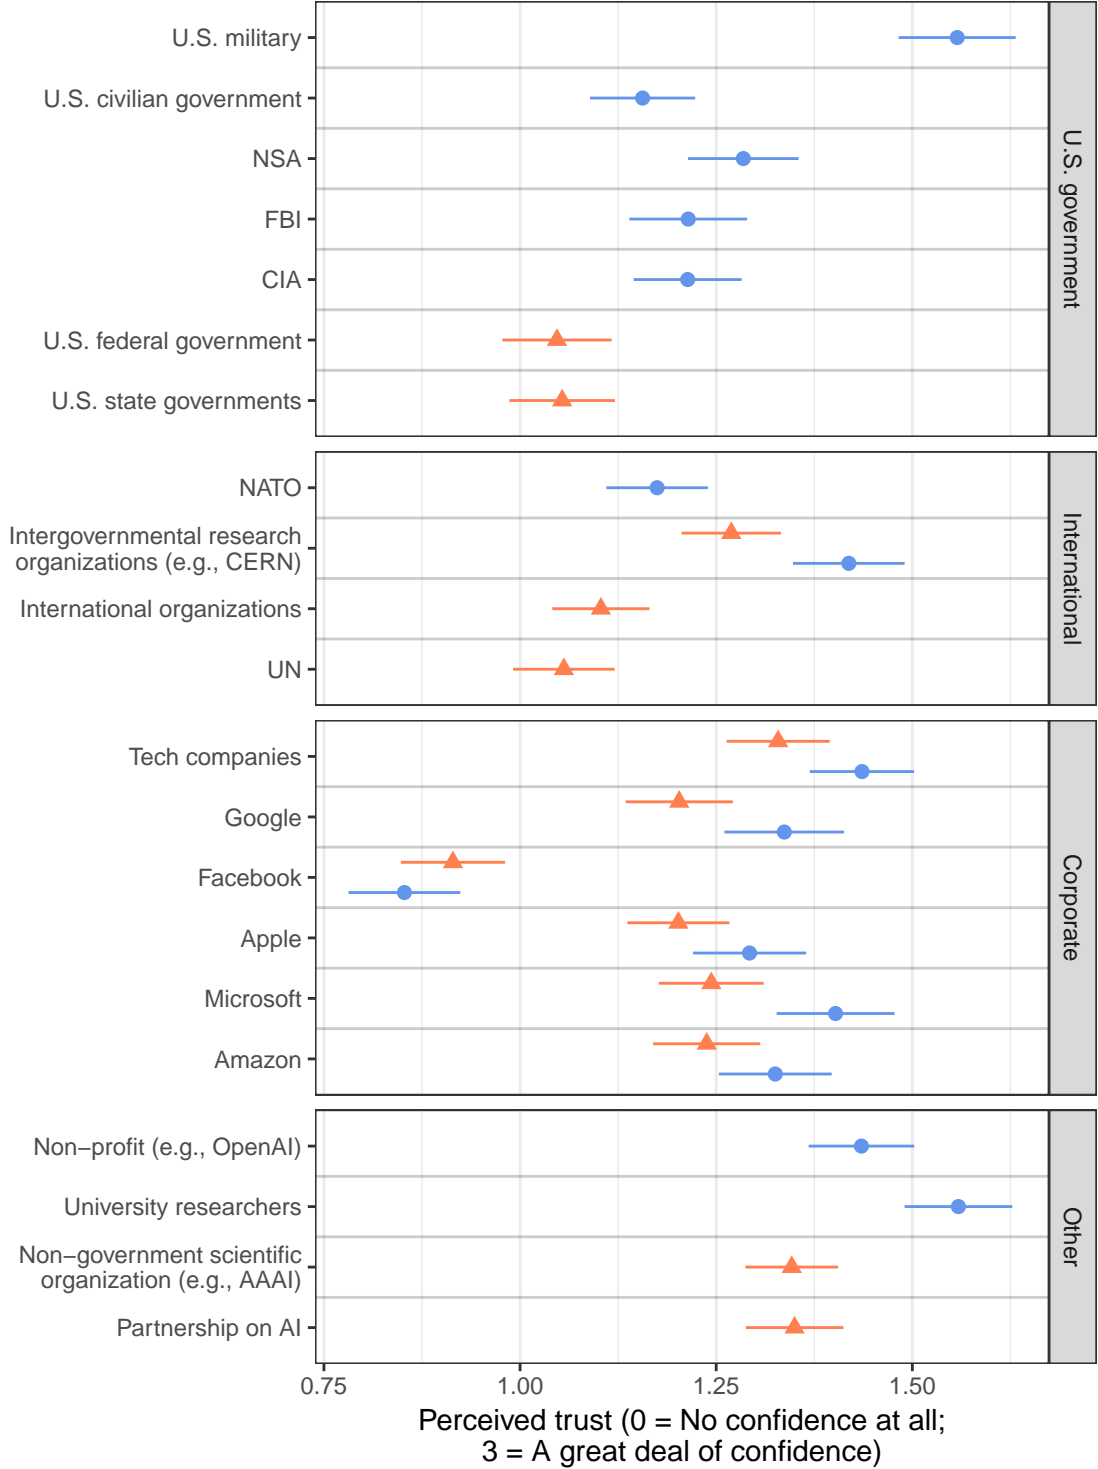 U.S. military
U.S. civilian government
NSA
FBI
CIA
U.S. federal government
U.S. state governments
U.S. government
NATO
Intergovernmental research
organizations (e.g., CERN)
International organizations
UN
International
Tech companies
Google
Facebook
Apple
Microsoft
Amazon
Corporate
Non−profit (e.g., OpenAI)
University researchers
Non−government scientific
organization (e.g., AAAI)
Partnership on AI
Other
0.75 1.00 1.25 1.50
Perceived trust (0 = No confidence at all;
3 = A great deal of confidence)